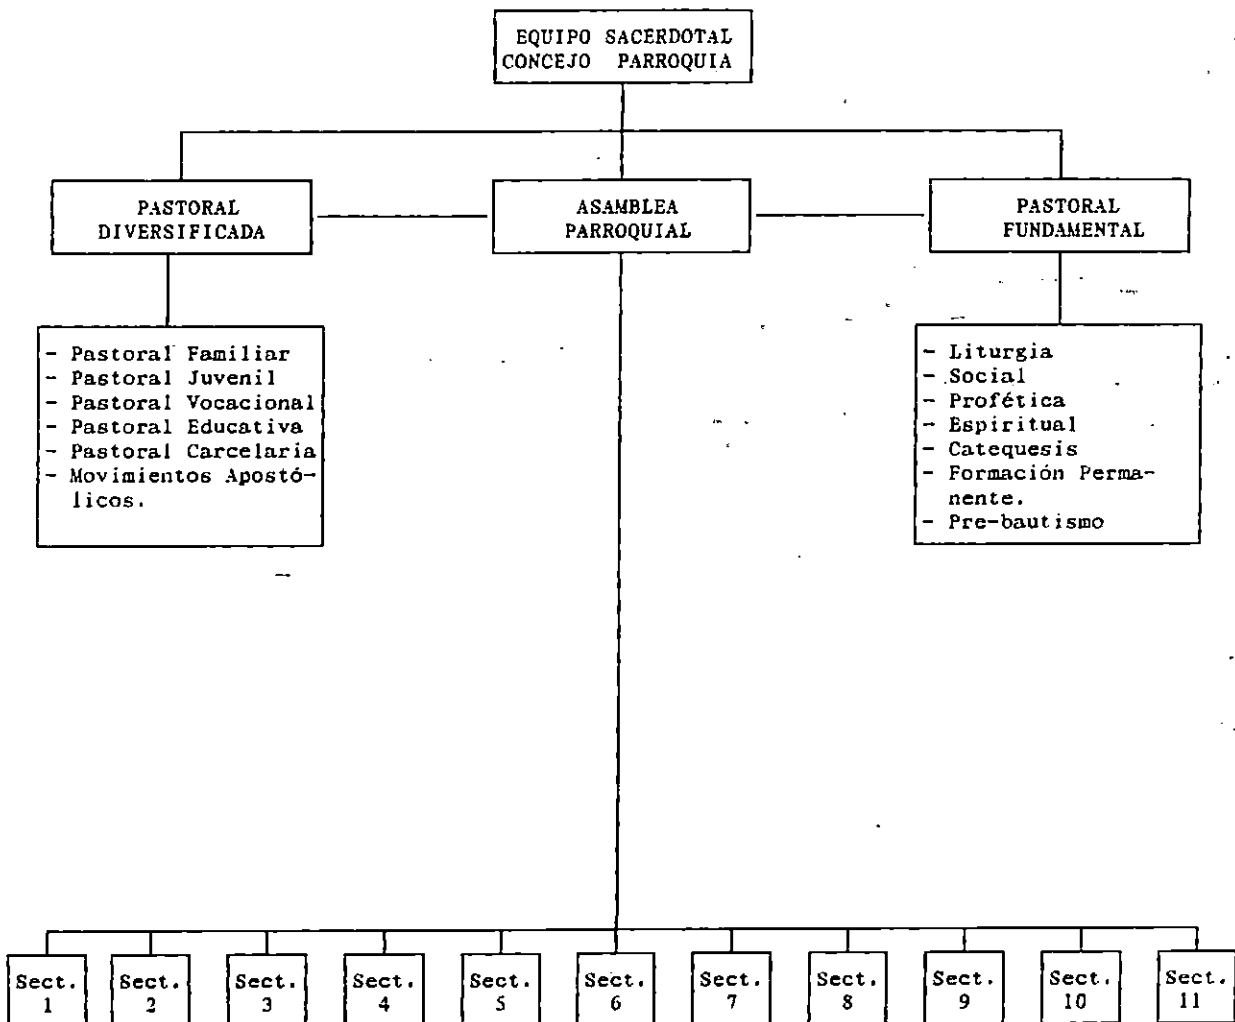 EQUIPO SACERDOTAL
CONCEJO PARROQUIA
PASTORAL
DIVERSIFICADA
ASAMBLEA
PARROQUIAL
PASTORAL
FUNDAMENTAL
- Pastoral Familiar
- Pastoral Juvenil
- Pastoral Vocacional
- Pastoral Educativa
- Pastoral Carcelaria
- Movimientos Apostó-
licos.
- Liturgia
- Social
- Profética
- Espiritual
- Catequesis
- Formación Perma-
nente.
- Pre-bautismo
Sect.
1
Sect.
2
Sect.
3
Sect.
4
Sect.
5
Sect.
6
Sect.
7
Sect.
8
Sect.
9
Sect.
10
Sect.
11